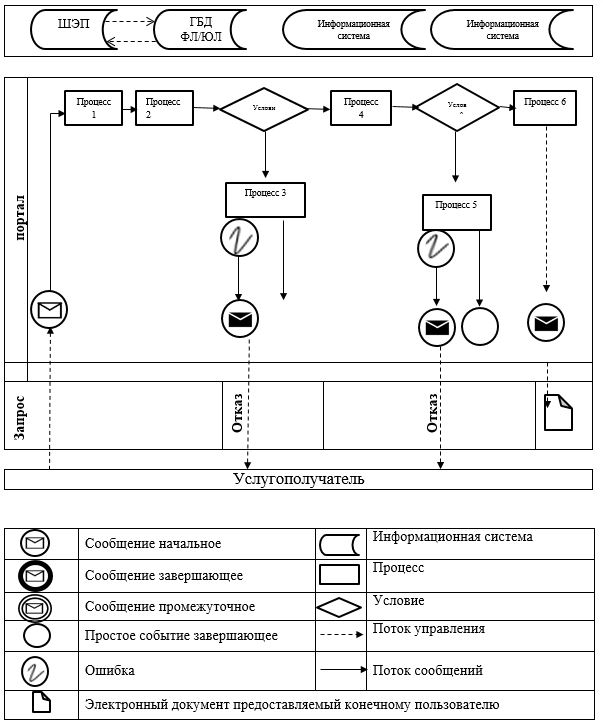 ШЭП
ГБД
ФЛ/ЮЛ
Информационная
система
Информационная
система
портал
Процесс
1
Процесс
2
Услови
Процесс
4
Услов
Процесс 6
Процесс 3
Процесс 5
Запрос
Отказ
Отказ
Услугополучатель
Сообщение начальное
Информационная система
Сообщение завершающее
Процесс
Сообщение промежуточное
Условие
Простое событие завершающее
Поток управления
Ошибка
Поток сообщений
Электронный документ предоставляемый конечному пользователю